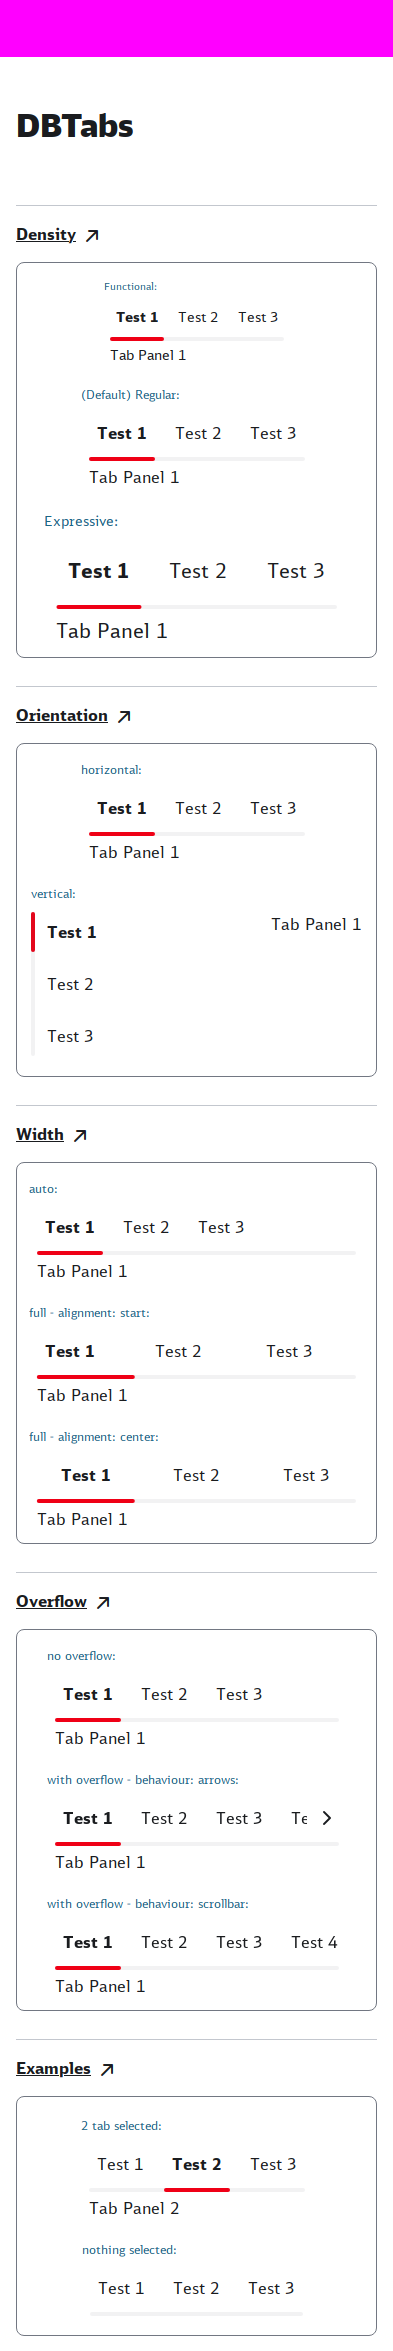 DBTabs
Density
Functional:
Test 1 Test 2 Test 3
Tab Panel 1
(Default) Regular:
Test 1 Test 2 Test 3
Tab Panel 1
Expressive:
Test 1 Test 2 Test 3
Tab Panel 1
Orientation
horizontal:
Test 1 Test 2 Test 3
Tab Panel 1
vertical:
Test 1
Tab Panel 1
Test 2
Test 3
Width
auto:
Test 1 Test 2 Test 3
Tab Panel 1
full - alignment: start:
Test 1 Test 2 Test 3
Tab Panel 1
full - alignment: center:
Test 1 Test 2 Test 3
Tab Panel 1
Overflow
no overflow:
Test 1 Test 2 Test 3
Tab Panel 1
with overflow - behaviour: arrows:
Test 1 Test 2 Test 3 Te
Tab Panel 1
with overflow - behaviour: scrollbar:
Test 1 Test 2 Test 3 Test 4
Tab Panel 1
Examples
2 tab selected:
Test 1 Test 2 Test 3
Tab Panel 2
nothing selected:
Test 1 Test 2 Test 3